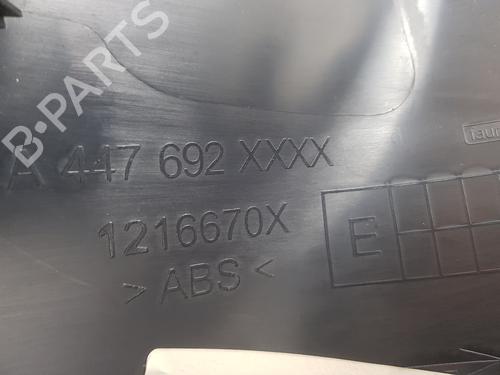 B-PARTS
A 447 692 XXXX
1216670X
> ABS <
E